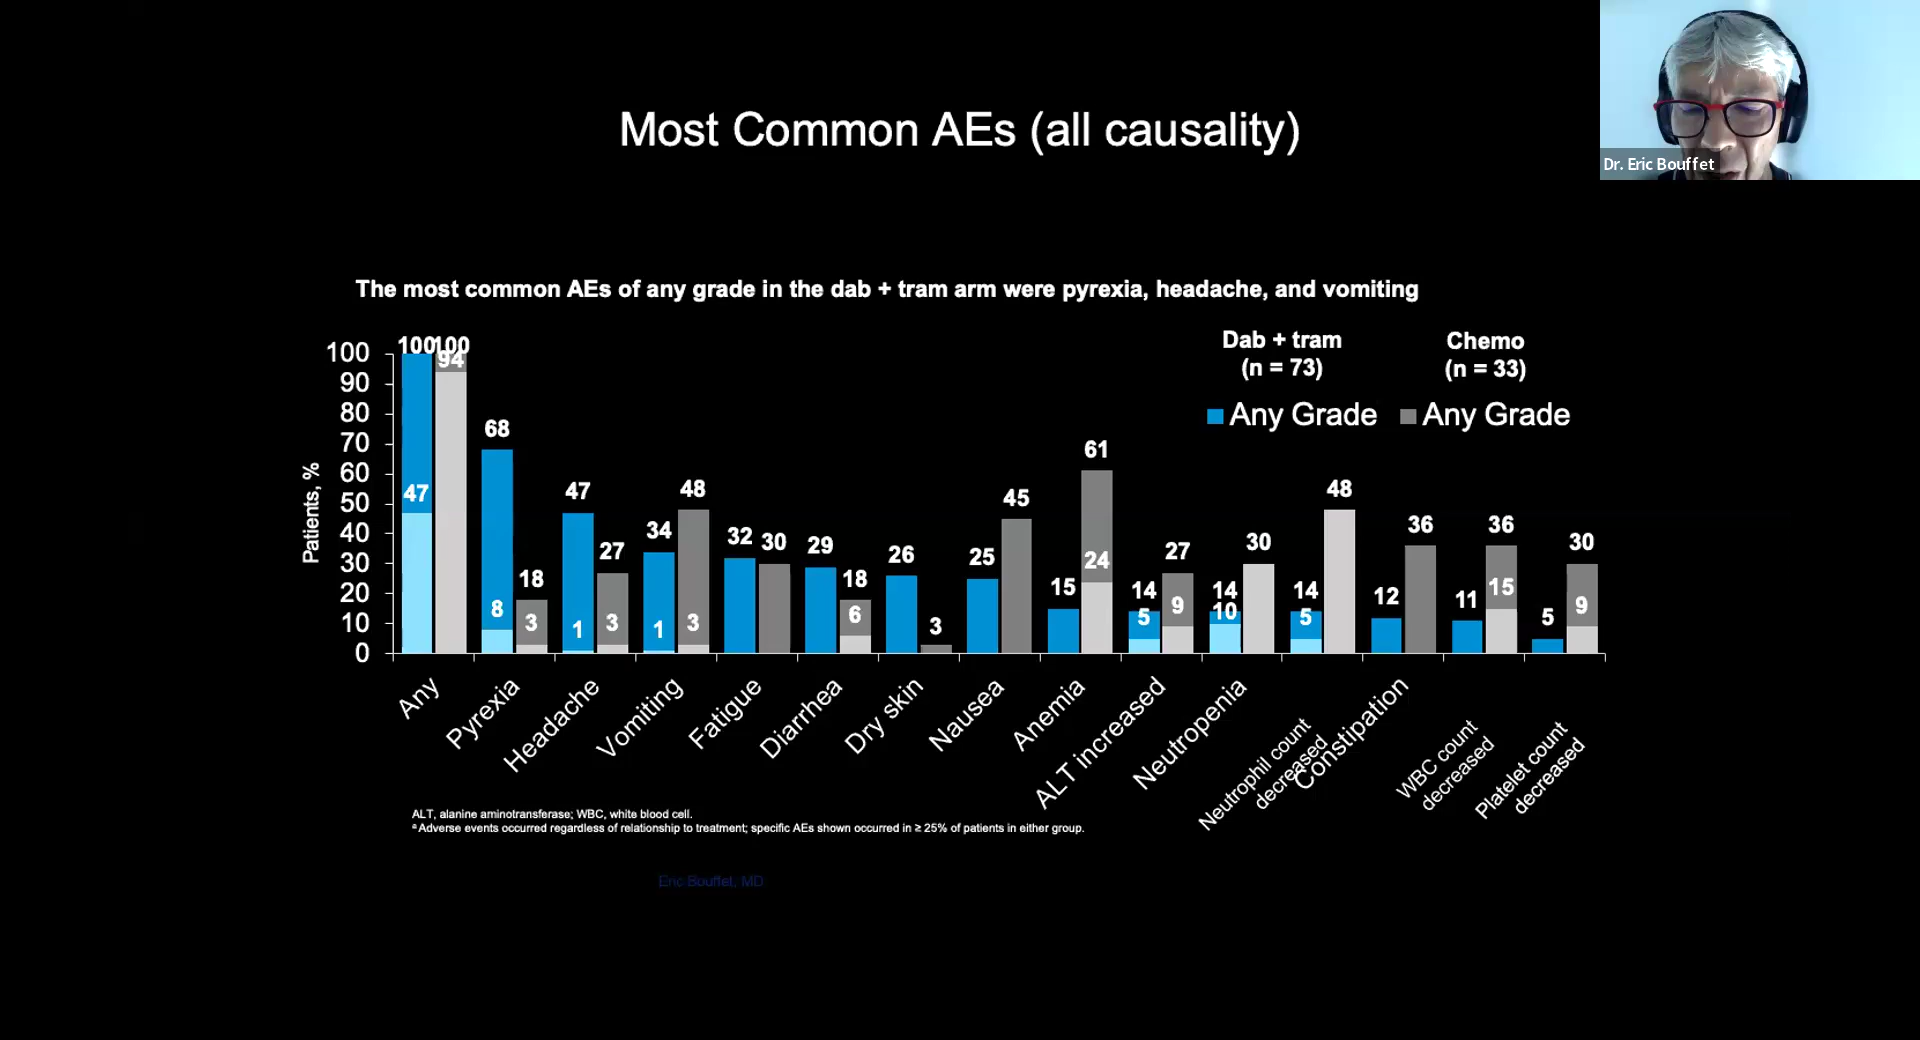 Most Common AEs (all causality)
Dr. Eric Bouffet
The most common AEs of any grade in the dab + tram arm were pyrexia, headache, and vomiting
Dab + tram
(n = 73)
Chemo
(n = 33)
Any Grade
Any Grade
Patients, %
100
90
80
70
60
50
40
30
20
10
0
100
47
100
94
68
8
18
3
47
1
27
3
34
1
48
3
32
30
29
18
6
26
3
25
45
15
61
24
14
5
27
9
14
10
30
14
5
48
12
36
11
36
15
5
30
9
Any
Pyrexia
Headache
Vomiting
Fatigue
Diarrhea
Dry skin
Nausea
Anemia
ALT increased
Neutropenia
Neutrophil count
decreased
Constipation
WBC count
decreased
Platelet count
decreased
ALT, alanine aminotransferase; WBC, white blood cell.
a Adverse events occurred regardless of relationship to treatment; specific AEs shown occurred in ≥ 25% of patients in either group.
Eric Bouffet, MD